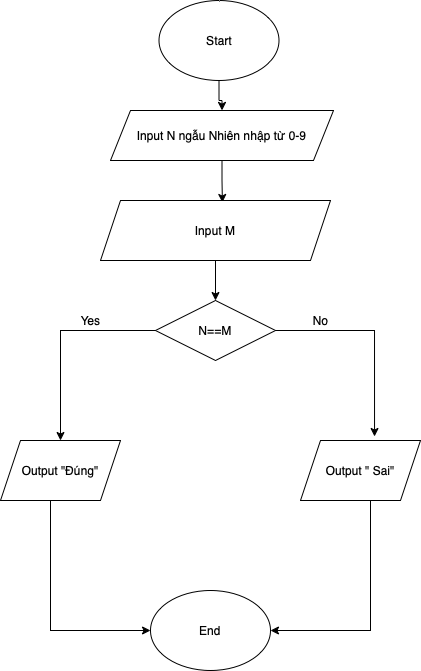 Start
Input N ngẫu Nhiên nhập từ 0-9
Input M
Yes
No
N==M
Output "Đúng"
Output " Sai"
End